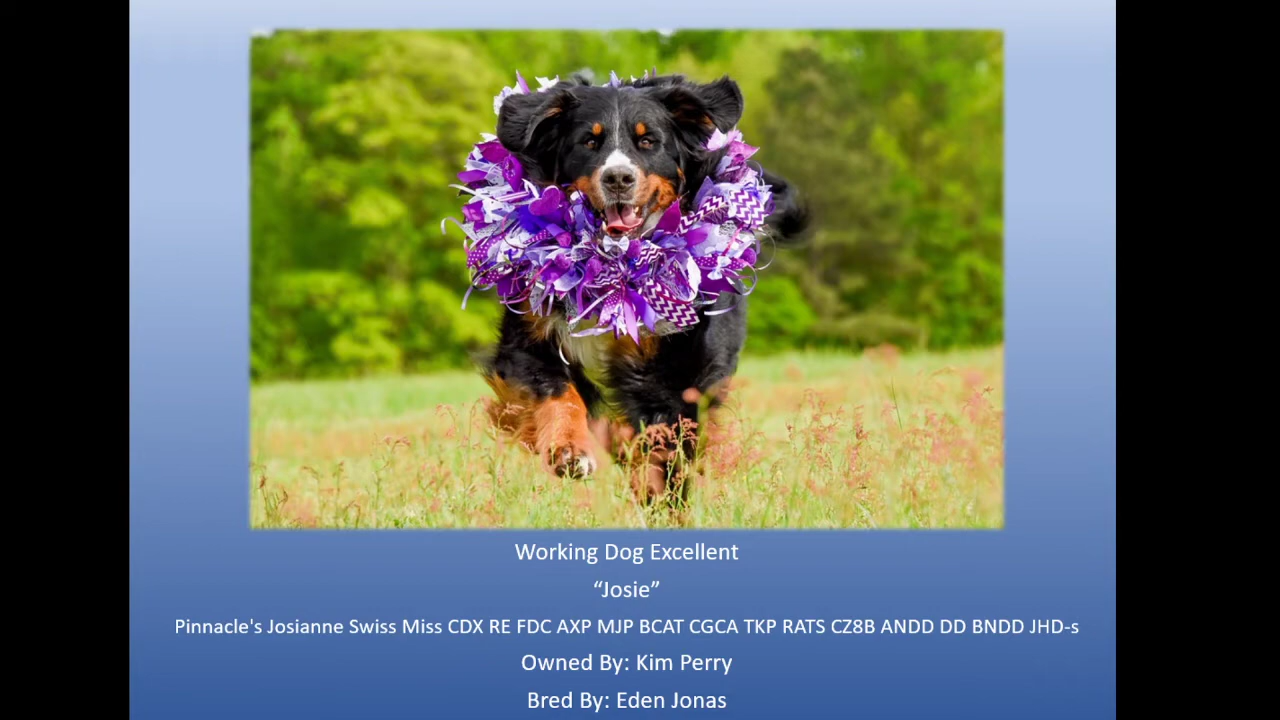 Working Dog Excellent
“Josie”
Pinnacle's Josianne Swiss Miss CDX RE FDC AXP MJP BCAT CGCA TKP RATS CZ8B ANDD DD BNDD JHD-s
Owned By: Kim Perry
Bred By: Eden Jonas